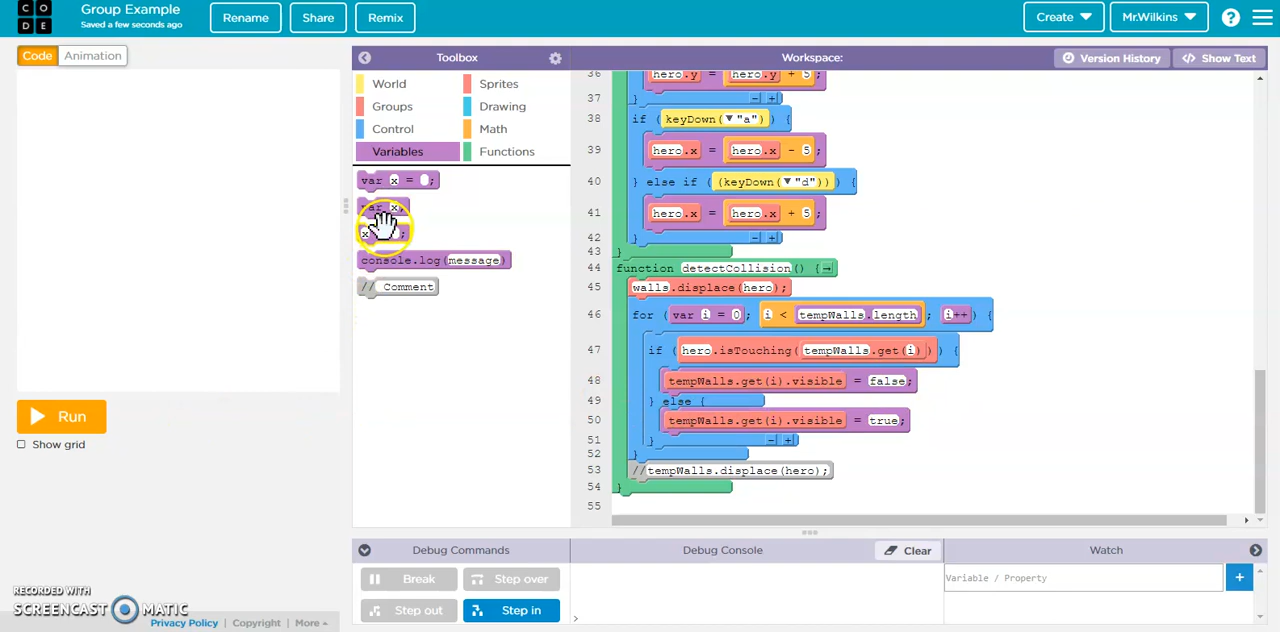 CODE
Group Example
Saved a few seconds ago
Rename
Share
Remix
Create
Mr.Wilkins
?
Code
Animation
Toolbox
Workspace:
Version History
</> Show Text
World
Sprites
Groups
Drawing
Control
Math
Variables
Functions
var x = ;
var x;
x ;
console.log(message)
// Comment
36 hero.y = hero.y + 5;
37 } - +
38 if (keyDown("a")) {
39 hero.x = hero.x - 5;
40 } else if ((keyDown("d"))) {
41 hero.x = hero.x + 5;
42 } - +
43 }
44 function detectCollision() {
45 walls.displace(hero);
46 for (var i = 0; i < tempWalls.length; i++) {
47 if (hero.isTouching(tempWalls.get(i))) {
48 tempWalls.get(i).visible = false;
49 } else {
50 tempWalls.get(i).visible = true;
51 } - +
52 }
53 //tempWalls.displace(hero);
54 }
55
Run
Show grid
Debug Commands
Debug Console
Clear
Watch
Break
Step over
Step out
Step in
>
Variable / Property
+
RECORDED WITH
SCREENCAST MATIC
Privacy Policy | Copyright | More